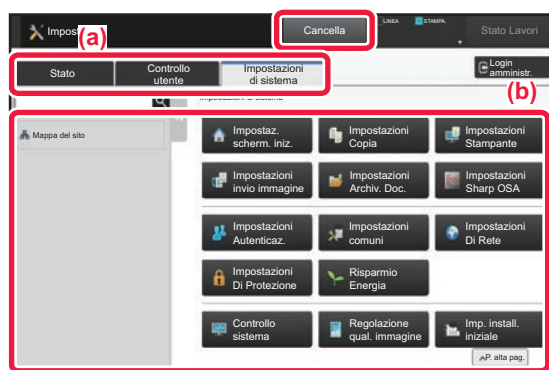 Impost
(a)
Cancella
LINEA
STAMPA.
Stato Lavori
Stato
Controllo
utente
Impostazioni
di sistema
Login
amministr.
(b)
Mappa del sito
Impostaz.
scherm. iniz.
Impostazioni
Copia
Impostazioni
Stampante
Impostazioni
invio immagine
Impostazioni
Archiv. Doc.
Impostazioni
Sharp OSA
Impostazioni
Autenticaz.
Impostazioni
comuni
Impostazioni
Di Rete
Impostazioni
Di Protezione
Risparmio
Energia
Controllo
sistema
Regolazione
qual. immagine
Imp. install.
iniziale
P. alta pag.